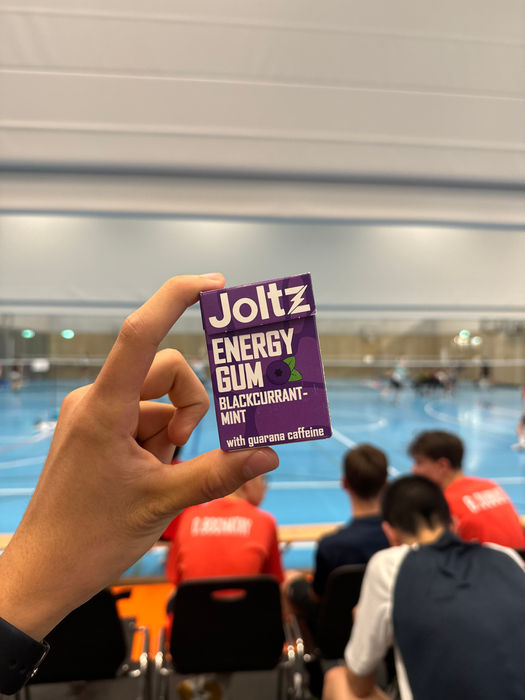 Joltz
ENERGY
GUM
BLACKCURRANT-
MINT
with guarana caffeine